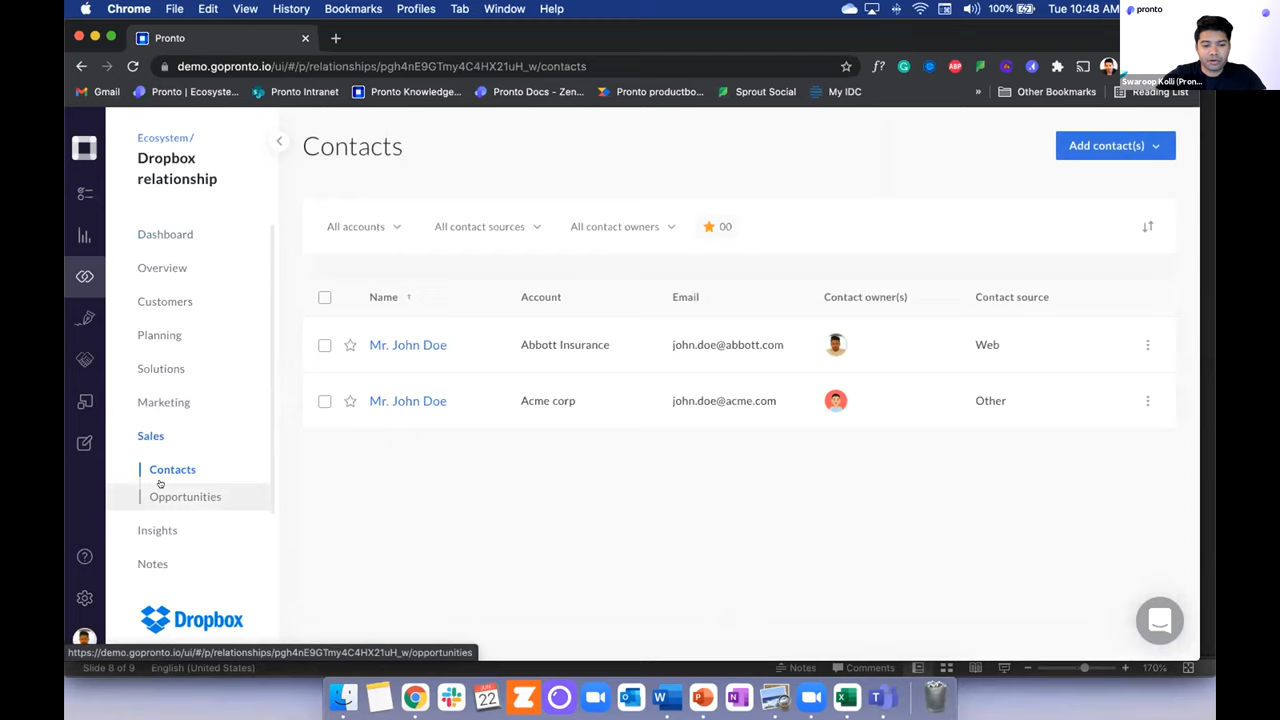 Chrome File Edit View History Bookmarks Profiles Tab Window Help 100% Tue 10:48 AM
pronto
Pronto
demo.gopronto.io/ui/#/p/relationships/pgh4nE9GTmy4C4HX21uH_w/contacts
ABP
Swaroop Kolli (Pron...
Gmail Pronto | Ecosyste... Pronto Intranet Pronto Knowledge... Pronto Docs - Zen... Pronto productbo... Sprout Social My IDC » Other Bookmarks Reading List
Ecosystem /
Dropbox
relationship
Contacts
Add contact(s)
Dashboard
Overview
Customers
Planning
Solutions
Marketing
Sales
Contacts
Opportunities
Insights
Notes
Dropbox
All accounts All contact sources All contact owners 00
Name ↑ Account Email Contact owner(s) Contact source
Mr. John Doe Abbott Insurance john.doe@abbott.com Web
Mr. John Doe Acme corp john.doe@acme.com Other
https://demo.gopronto.io/ui/#/p/relationships/pgh4nE9GTmy4C4HX21uH_w/opportunities
Slide 8 of 9 English (United States) Notes Comments 170%
JUN
22